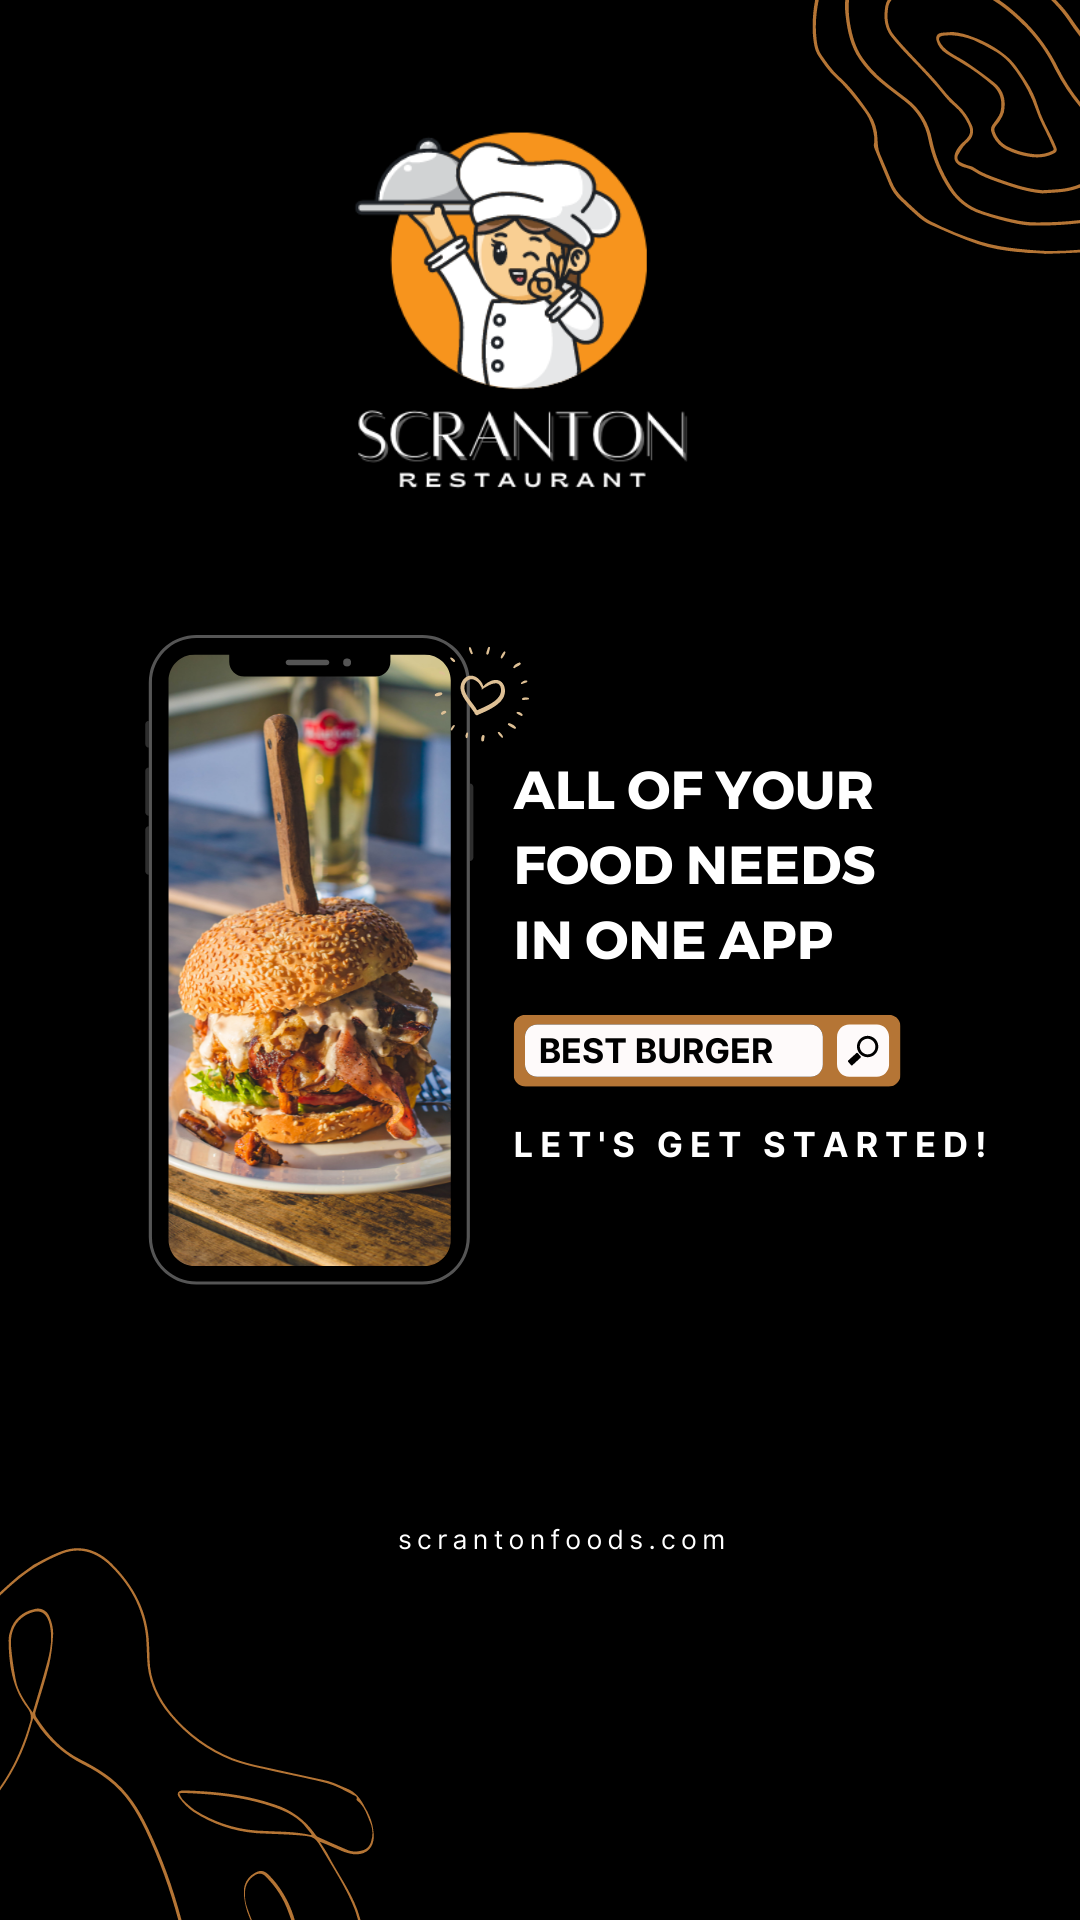 SCRANTON
RESTAURANT
ALL OF YOUR
FOOD NEEDS
IN ONE APP
BEST BURGER
LET'S GET STARTED!
scrantonfoods.com